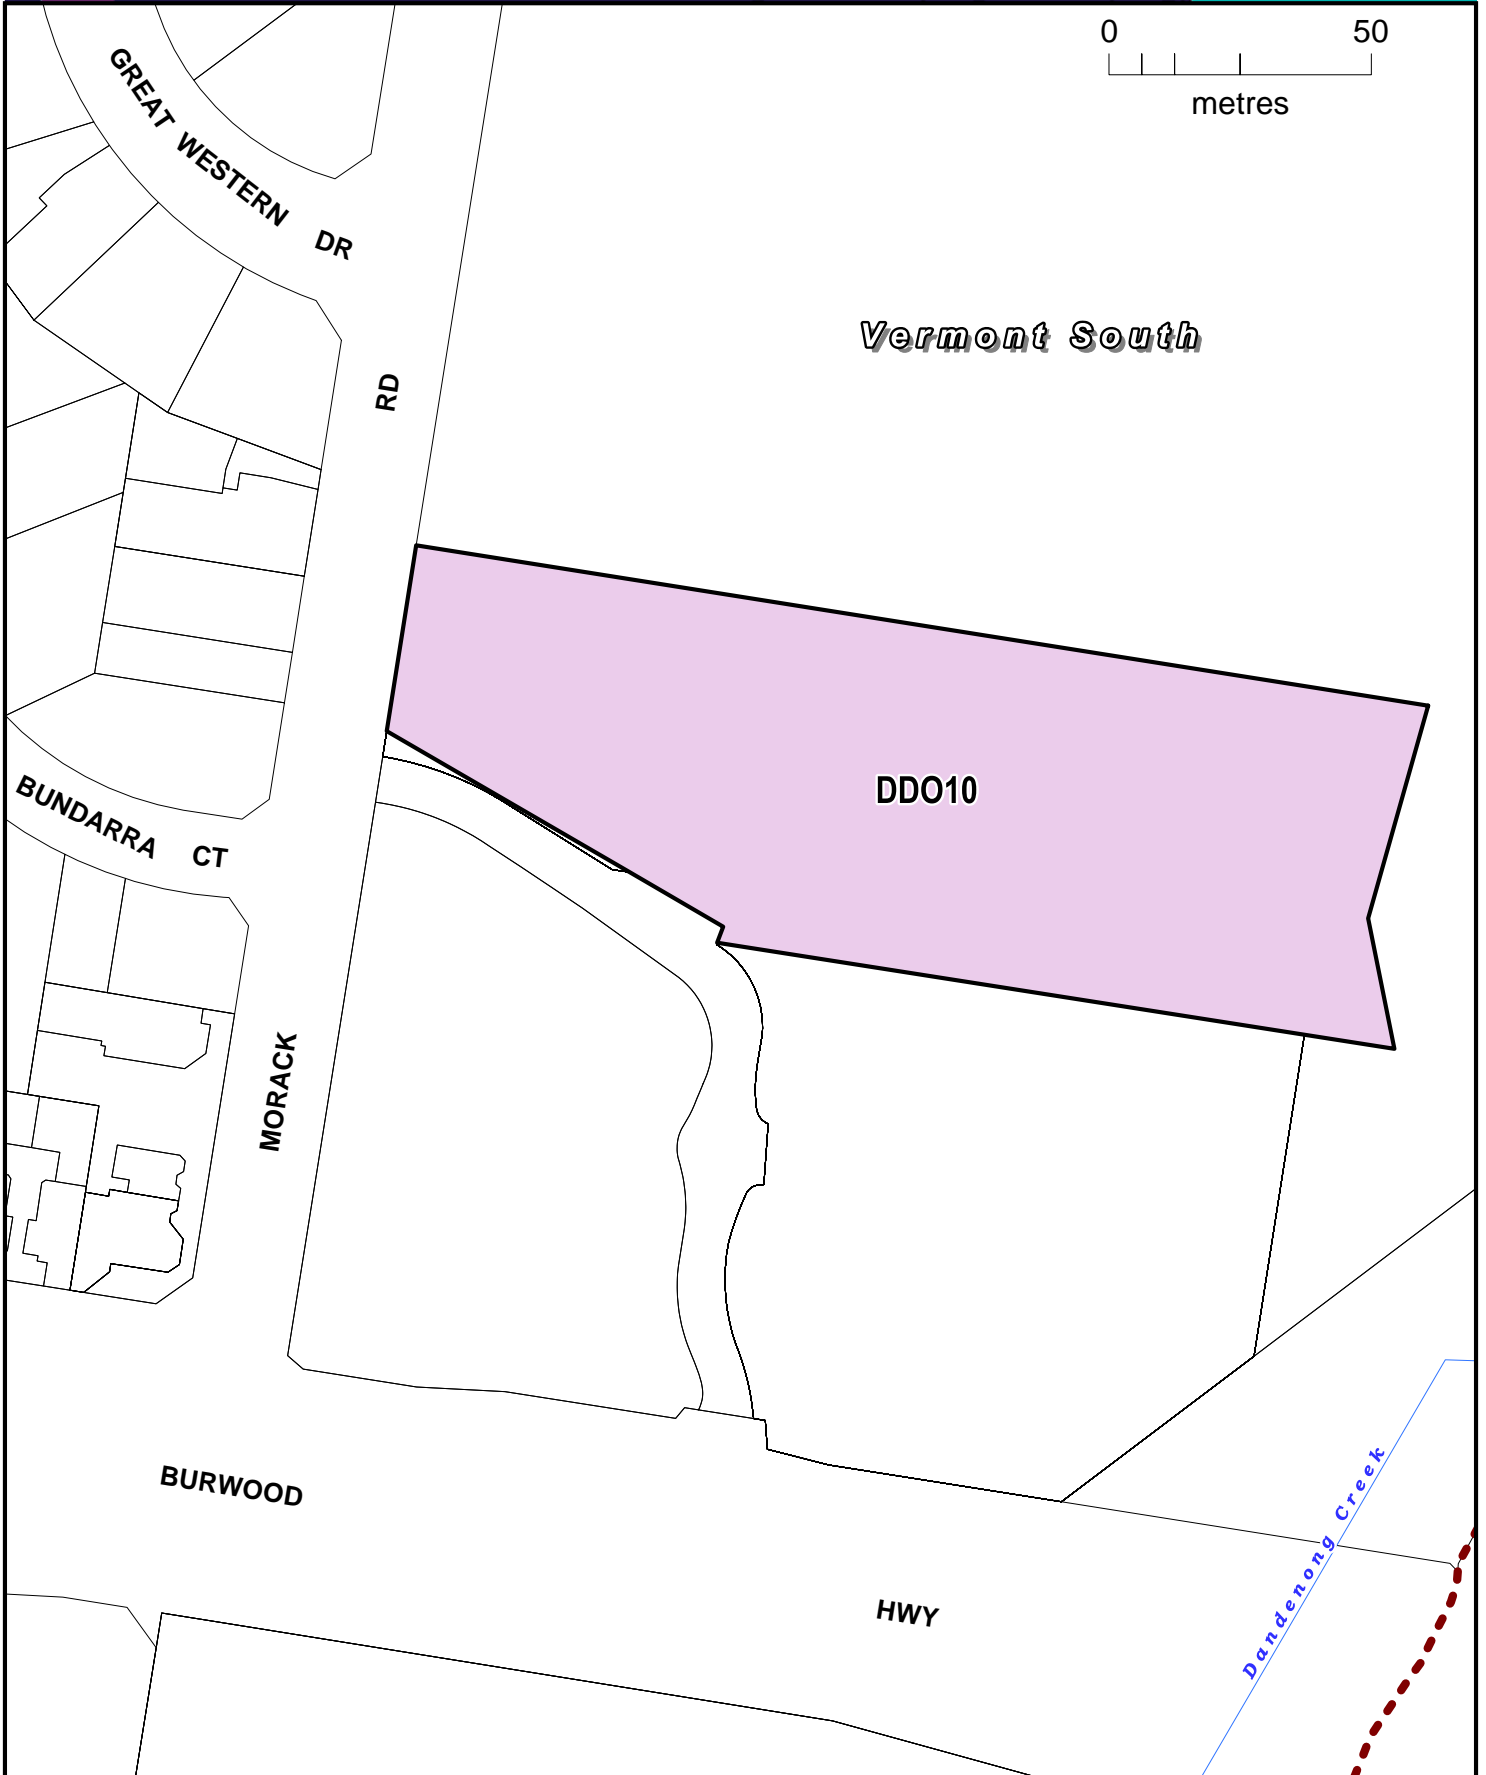 0 50
metres
GREAT WESTERN DR
Vermont South
RD
DDO10
BUNDARRA CT
MORACK
BURWOOD
HWY
Dandenong Creek